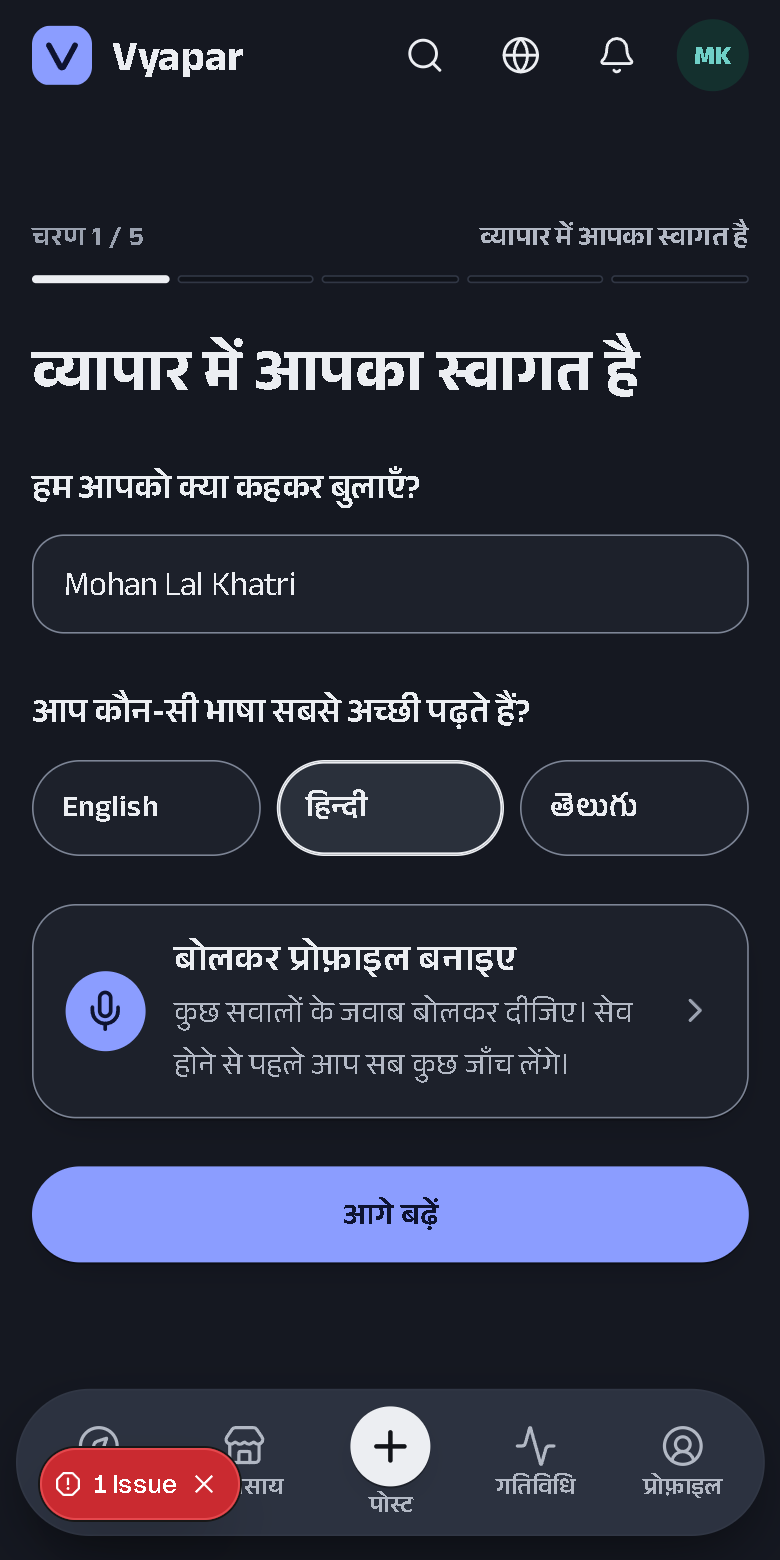 Vyapar
MK
चरण 1 / 5
व्यापार में आपका स्वागत है
व्यापार में आपका स्वागत है
हम आपको क्या कहकर बुलाएँ?
Mohan Lal Khatri
आप कौन-सी भाषा सबसे अच्छी पढ़ते हैं?
English
हिन्दी
తెలుగు
बोलकर प्रोफ़ाइल बनाइए
कुछ सवालों के जवाब बोलकर दीजिए। सेव
होने से पहले आप सब कुछ जाँच लेंगे।
आगे बढ़ें
1 Issue
पोस्ट
गतिविधि
प्रोफ़ाइल